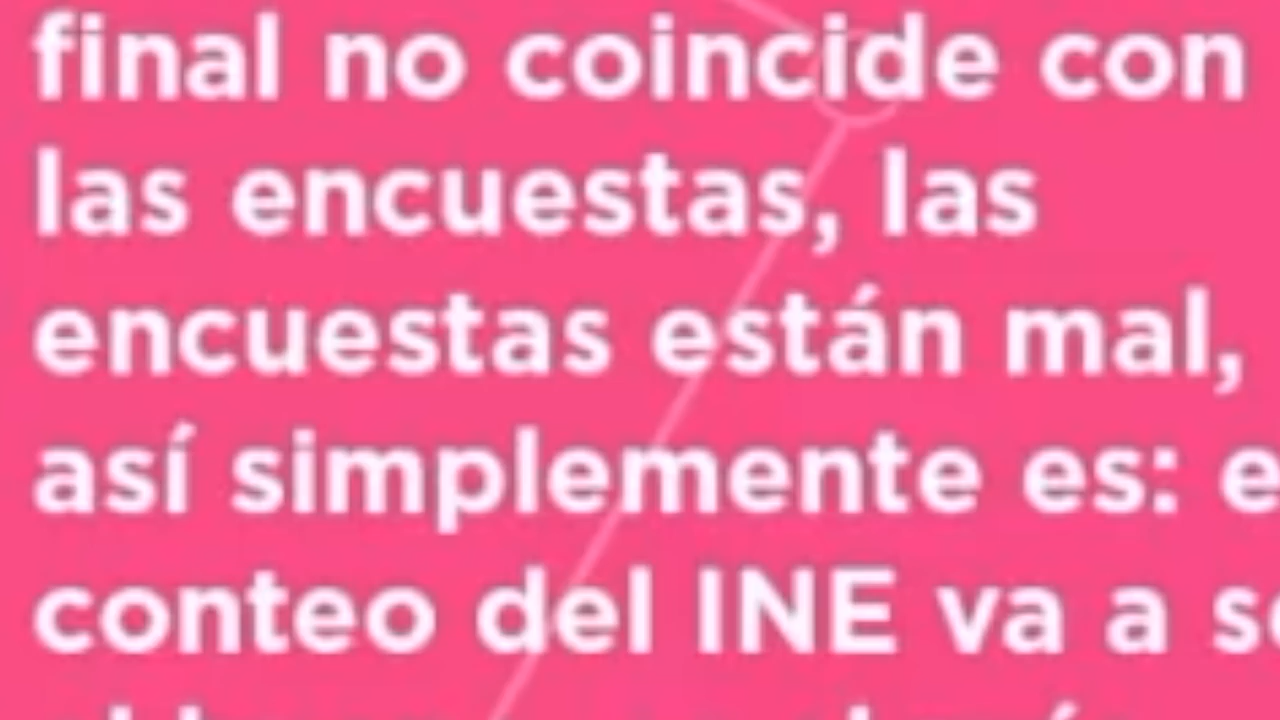 final no coincide con
las encuestas, las
encuestas están mal,
así simplemente es: e
conteo del INE va a s